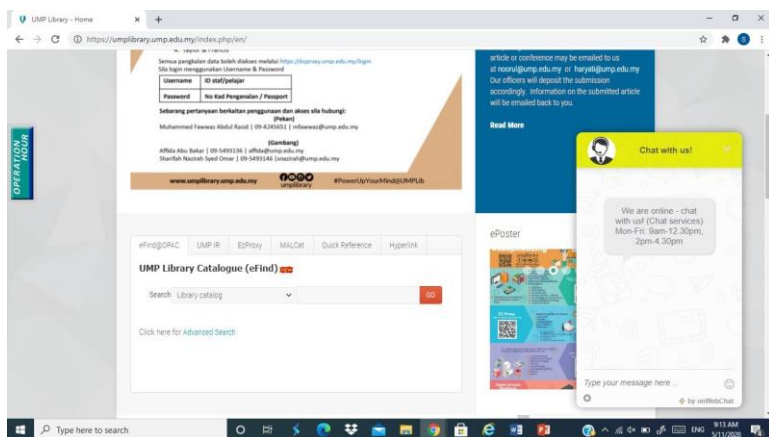 UMP Library - Home
https://umplibrary.ump.edu.my/index.php/en/
4. Taylor & Francis
Semua pangkalan data boleh diakses melalui https://ezproxy.ump.edu.my/login
Sila login menggunakan Username & Password
Username ID staf/pelajar
Password No Kad Pengenalan / Passport
Sebarang pertanyaan berkaitan penggunaan dan akses sila hubungi:
(Pekan)
Muhammed Fawwaz Abdul Rasid | 09-4245651 | mfawwaz@ump.edu.my
(Gambang)
Affida Abu Bakar | 09-5493136 | affida@ump.edu.my
Sharifah Nazirah Syed Omar | 09-5493146 |snazirah@ump.edu.my
www.umplibrary.ump.edu.my
umplibrary
#PowerUpYourMind@UMPLib
OPERATION
HOUR
article or conference may be emailed to us
at noorul@ump.edu.my or haryati@ump.edu.my
Our officers will deposit the submission
accordingly. Information on the submitted article
will be emailed back to you.
Read More
eFind@OPAC UMP IR EzProxy MALCat Quick Reference Hyperlink
UMP Library Catalogue (eFind)
Search Library catalog GO
Click here for Advanced Search
ePoster
Chat with us!
We are online - chat
with us! (Chat services)
Mon-Fri: 9am-12.30pm,
2pm-4.30pm
Type your message here ...
by onWebChat
Type here to search
ENG
9:13 AM
5/11/2020